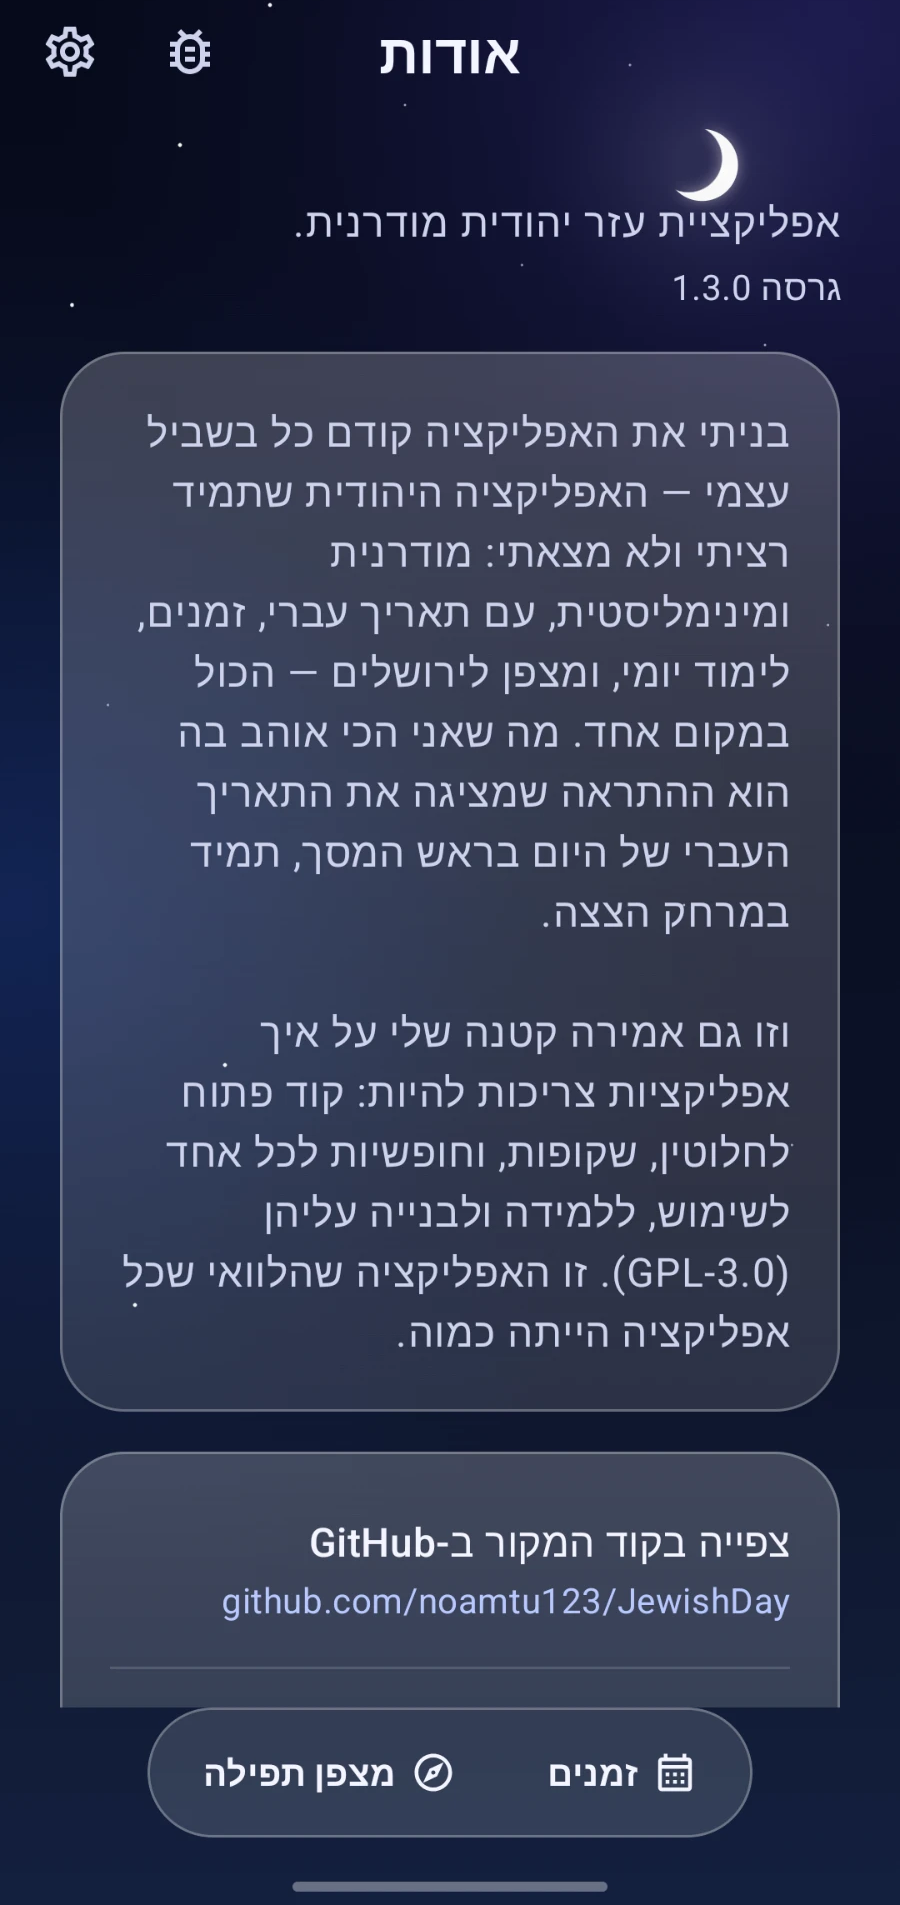 אודות
אפליקציית עזר יהודית מודרנית.
גרסה 1.3.0
בניתי את האפליקציה קודם כל בשביל
עצמי – האפליקציה היהודית שתמיד
רציתי ולא מצאתי: מודרנית
ומינימליסטית, עם תאריך עברי, זמנים,
לימוד יומי, ומצפן לירושלים – הכול
במקום אחד. מה שאני הכי אוהב בה
הוא ההתראה שמציגה את התאריך
העברי של היום בראש המסך, תמיד
במרחק הצצה.
וזו גם אמירה קטנה שלי על איך
אפליקציות צריכות להיות: קוד פתוח
לחלוטין, שקופות, וחופשיות לכל אחד
לשימוש, ללמידה ולבנייה עליהן
(GPL-3.0). זו האפליקציה שהלוואי שכל
אפליקציה הייתה כמוה.
צפייה בקוד המקור ב-GitHub
github.com/noamtu123/JewishDay
זמנים
מצפן תפילה